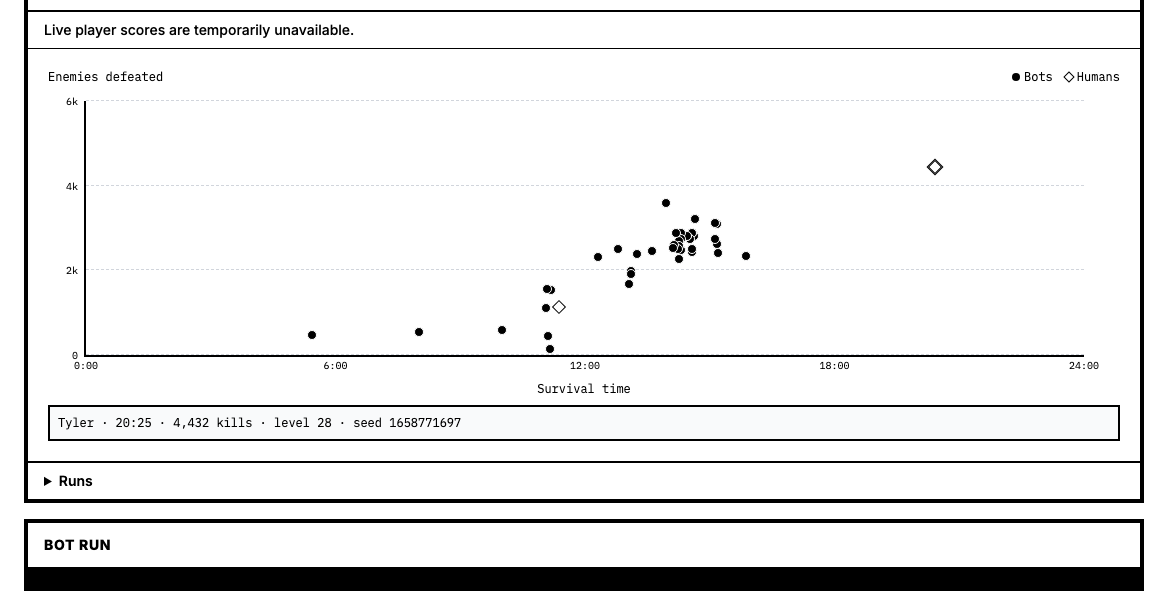 Live player scores are temporarily unavailable.
Enemies defeated
Bots Humans
6k
4k
2k
0
0:00 6:00 12:00 18:00 24:00
Survival time
Tyler · 20:25 · 4,432 kills · level 28 · seed 1658771697
Runs
BOT RUN